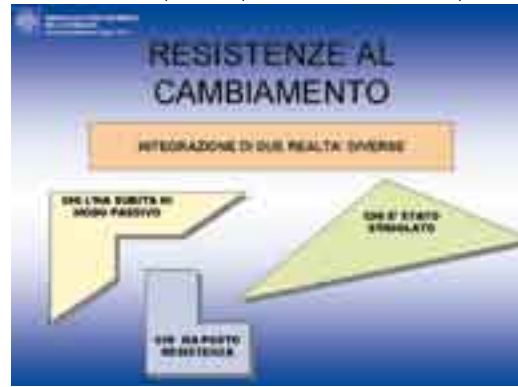 RESISTENZE AL
CAMBIAMENTO
INTEGRAZIONE DI DUE REALTA' DIVERSE
CHI L'HA SUBITA IN
MODO PASSIVO
CHI E' STATO
STIMOLATO
CHI HA POSTO
RESISTENZA